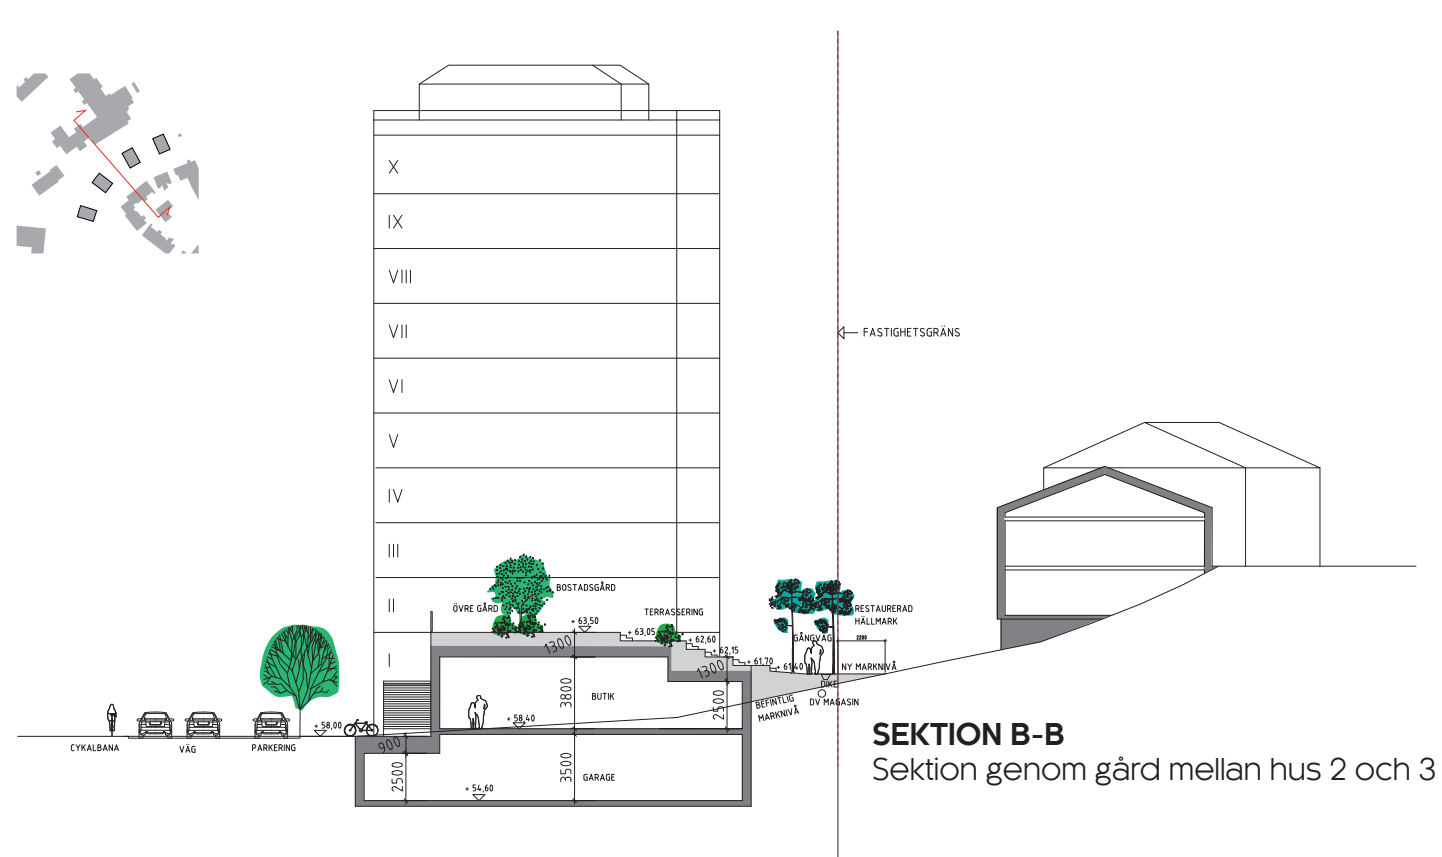 X
IX
VIII
VII
FASTIGHETSGRÄNS
VI
V
IV
III
BOSTADSGÅRD
II
ÖVRE GÅRD
TERRASSERING
RESTAURERAD
HÄLLMARK
+ 63,50
+ 63,05
+ 62,60
+ 62,15
+ 61,70
+ 61,40
GÅNGVÄG
2200
1300
1300
I
NY MARKNIVÅ
DIKE
DV MAGASIN
BEFINTLIG
MARKNIVÅ
3800
BUTIK
2500
+ 58,40
+ 58,00
CYKALBANA
VÄG
PARKERING
900
2500
3500
GARAGE
+ 54,60
SEKTION B-B
Sektion genom gård mellan hus 2 och 3